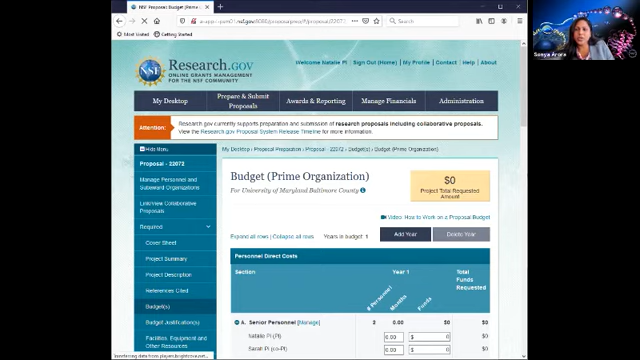 NSF Proposals Budget (Prime Or
Search
Most Visited
Getting Started
NSF
Research.gov
ONLINE GRANTS MANAGEMENT
FOR THE NSF COMMUNITY
Welcome Natalie PI
Sign Out (Home)
My Profile
Contact
Help
About
My Desktop
Prepare & Submit
Proposals
Awards & Reporting
Manage Financials
Administration
Attention:
Research.gov currently supports preparation and submission of research proposals including collaborative proposals.
View the Research.gov Proposal System Release Timeline for more information.
Hide Menu
Proposal - 22072
Manage Personnel and
Subaward Organizations
Link/View Collaborative
Proposals
Required
Cover Sheet
Project Summary
Project Description
References Cited
Budget(s)
Budget Justification(s)
Facilities, Equipment and
Other Resources
My Desktop > Proposal Preparation > Proposal - 22072 > Budget(s) > Budget (Prime Organization)
Budget (Prime Organization)
For University of Maryland Baltimore County
$0
Project Total Requested
Amount
Video: How to Work on a Proposal Budget
Expand all rows | Collapse all rows
Years in budget: 1
Add Year
Delete Year
Personnel Direct Costs
Section
Year 1
Total
Funds
Requested
# Personnel
Months
Funds
A. Senior Personnel [Manage]
0.00
$0
$0
Natalie PI (PI)
0.00
$
0
$0
Sarah PI (co-PI)
0.00
$
0
$0
Sonya Arora